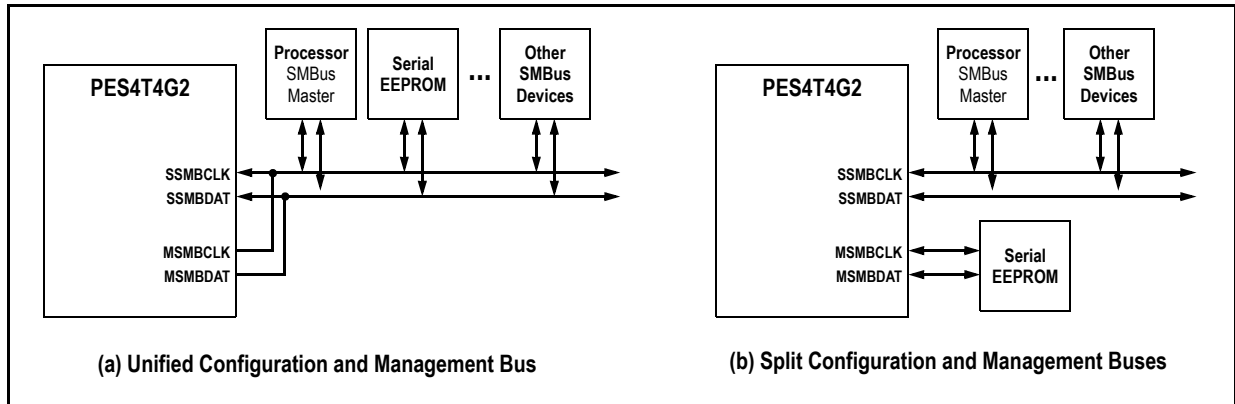 PES4T4G2
Processor
SMBus
Master
Serial
EEPROM
...
Other
SMBus
Devices
SSMBCLK
SSMBDAT
MSMBCLK
MSMBDAT
(a) Unified Configuration and Management Bus
PES4T4G2
Processor
SMBus
Master
...
Other
SMBus
Devices
SSMBCLK
SSMBDAT
MSMBCLK
MSMBDAT
Serial
EEPROM
(b) Split Configuration and Management Buses